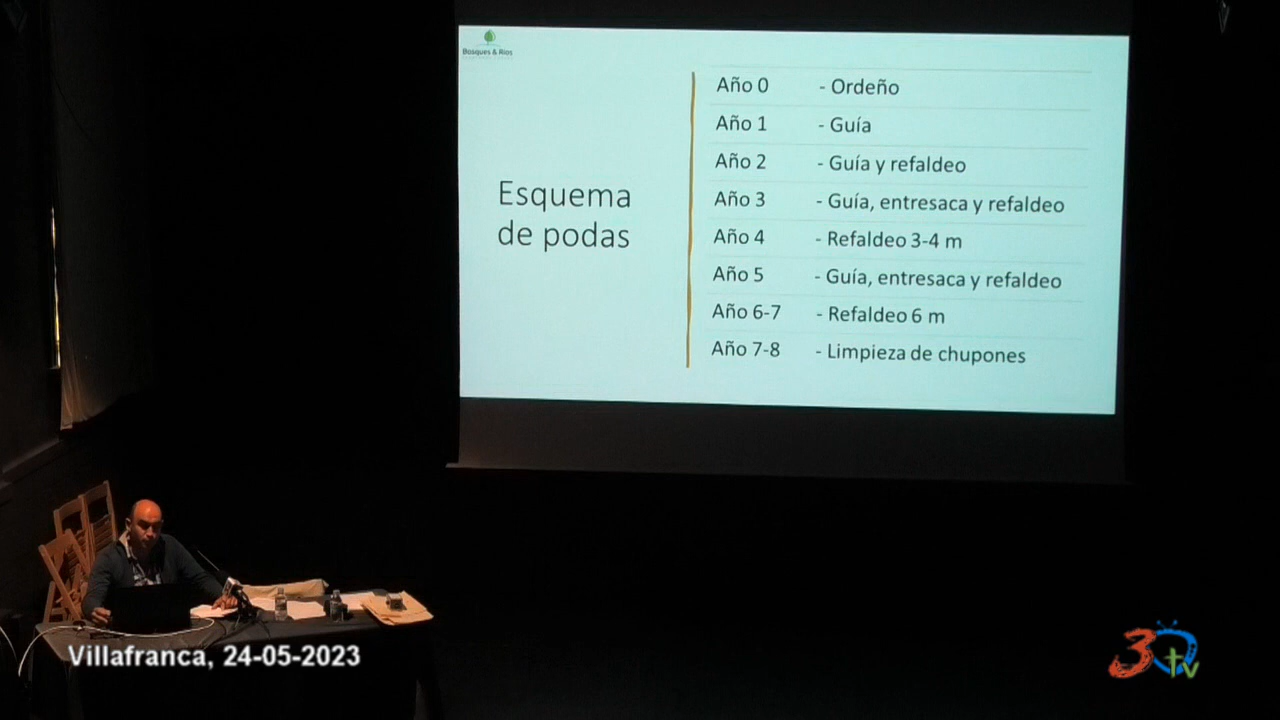 Bosques & Ríos
Esquema
de podas
Año 0 - Ordeño
Año 1 - Guía
Año 2 - Guía y refaldeo
Año 3 - Guía, entresaca y refaldeo
Año 4 - Refaldeo 3-4 m
Año 5 - Guía, entresaca y refaldeo
Año 6-7 - Refaldeo 6 m
Año 7-8 - Limpieza de chupones
Villafranca, 24-05-2023
30tv